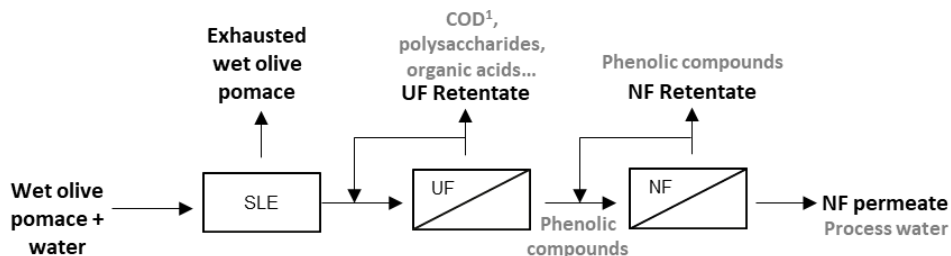 Exhausted
wet olive
pomace
COD¹,
polysaccharides,
organic acids...
UF Retentate
Phenolic compounds
NF Retentate
Wet olive
pomace +
water
SLE
UF
Phenolic
compounds
NF
NF permeate
Process water